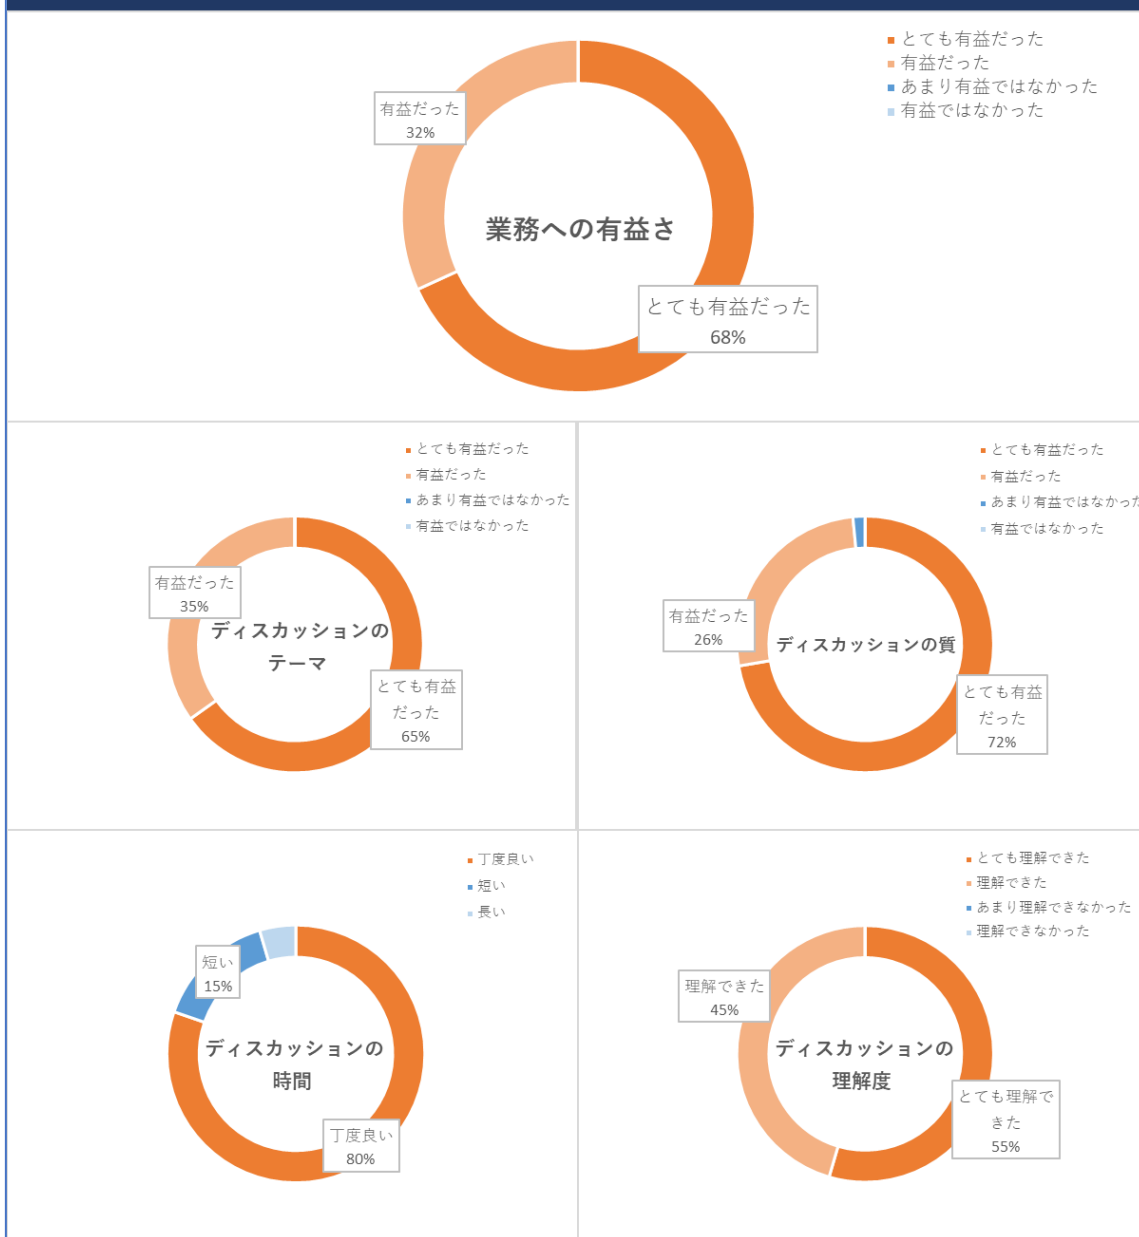 とても有益だった
有益だった
あまり有益ではなかった
有益ではなかった
有益だった
32%
業務への有益さ
とても有益だった
68%
とても有益だった
有益だった
あまり有益ではなかった
有益ではなかった
有益だった
35%
ディスカッションの
テーマ
とても有益
だった
65%
とても有益だった
有益だった
あまり有益ではなかった
有益ではなかった
有益だった
26%
ディスカッションの質
とても有益
だった
72%
丁度良い
短い
長い
短い
15%
ディスカッションの
時間
丁度良い
80%
とても理解できた
理解できた
あまり理解できなかった
理解できなかった
理解できた
45%
ディスカッションの
理解度
とても理解で
きた
55%